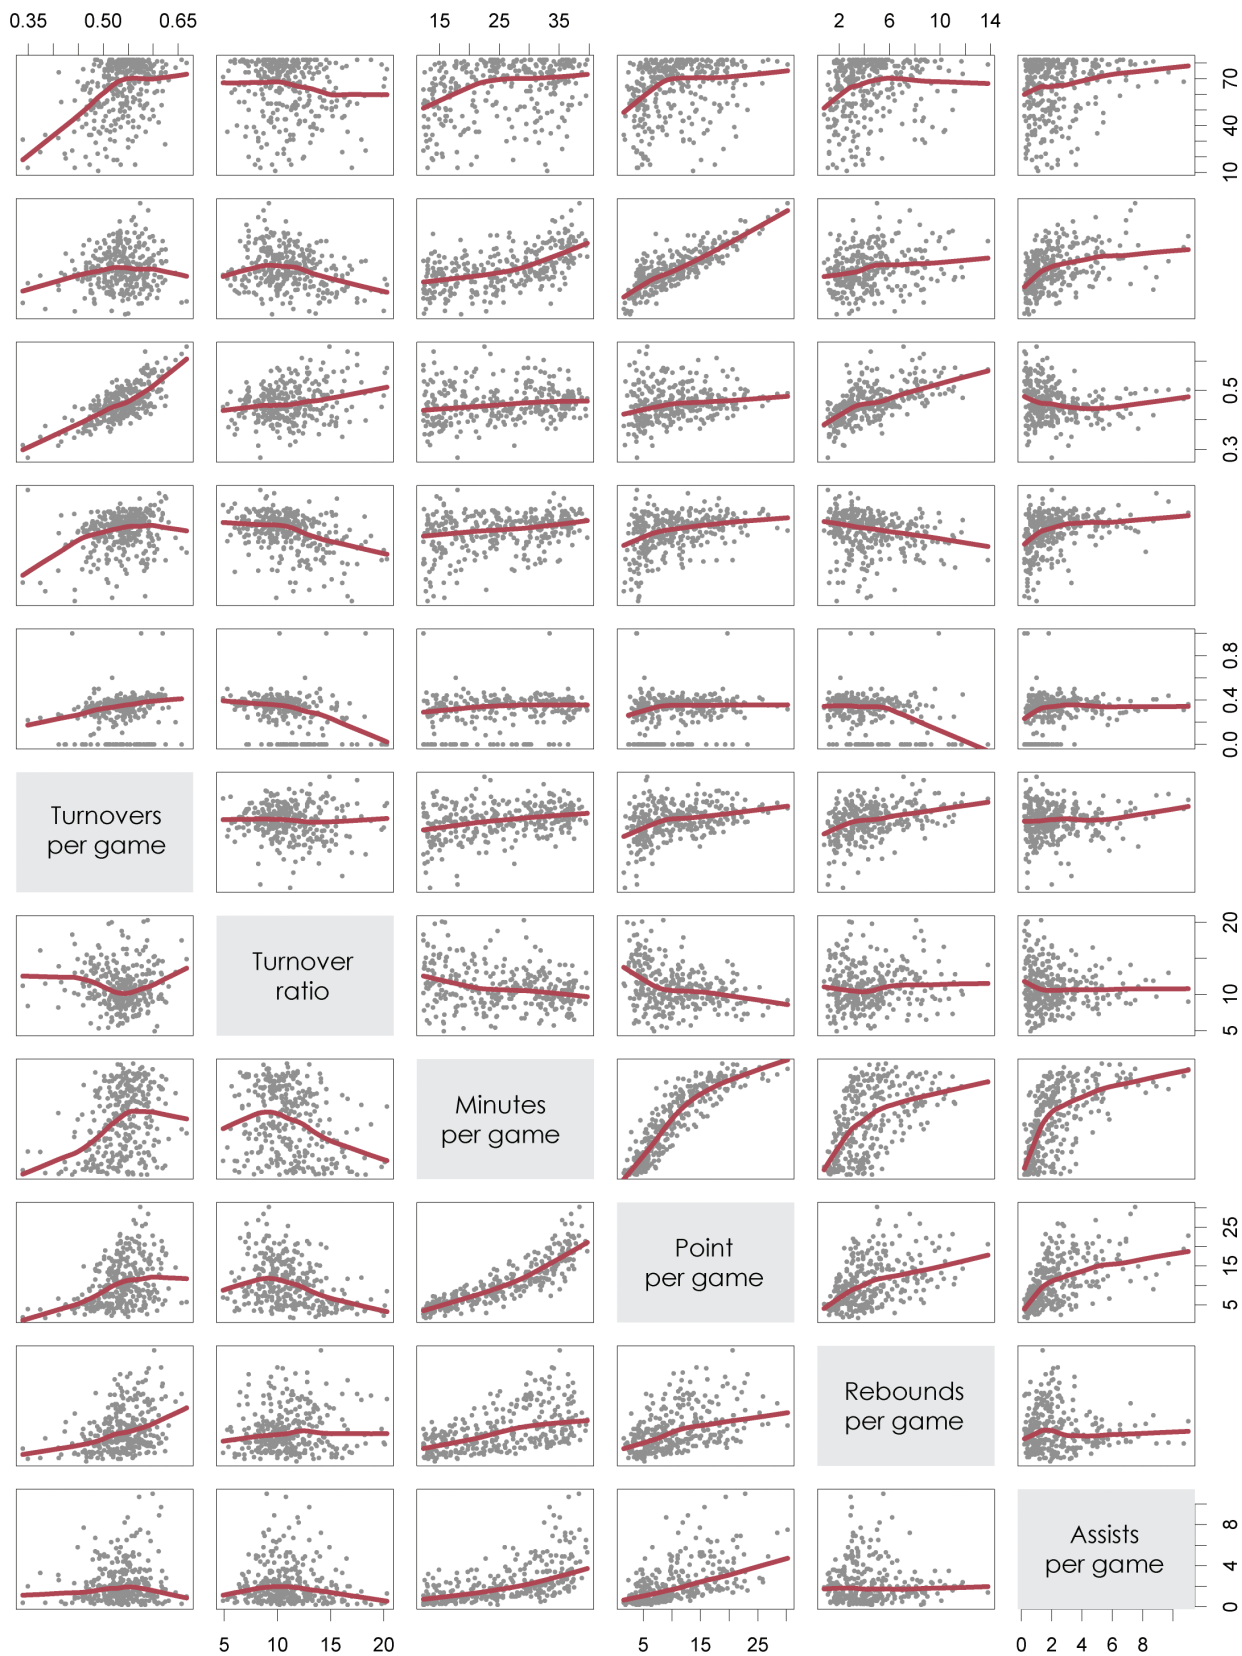 0.35 0.50 0.65 15 25 35 2 6 10 14
70
40
10
0.5
0.3
0.8
0.4
0.0
Turnovers
per game
20
10
5
Turnover
ratio
Minutes
per game
25
15
5
Point
per game
Rebounds
per game
8
4
0
Assists
per game
5 10 15 20 5 15 25 0 2 4 6 8